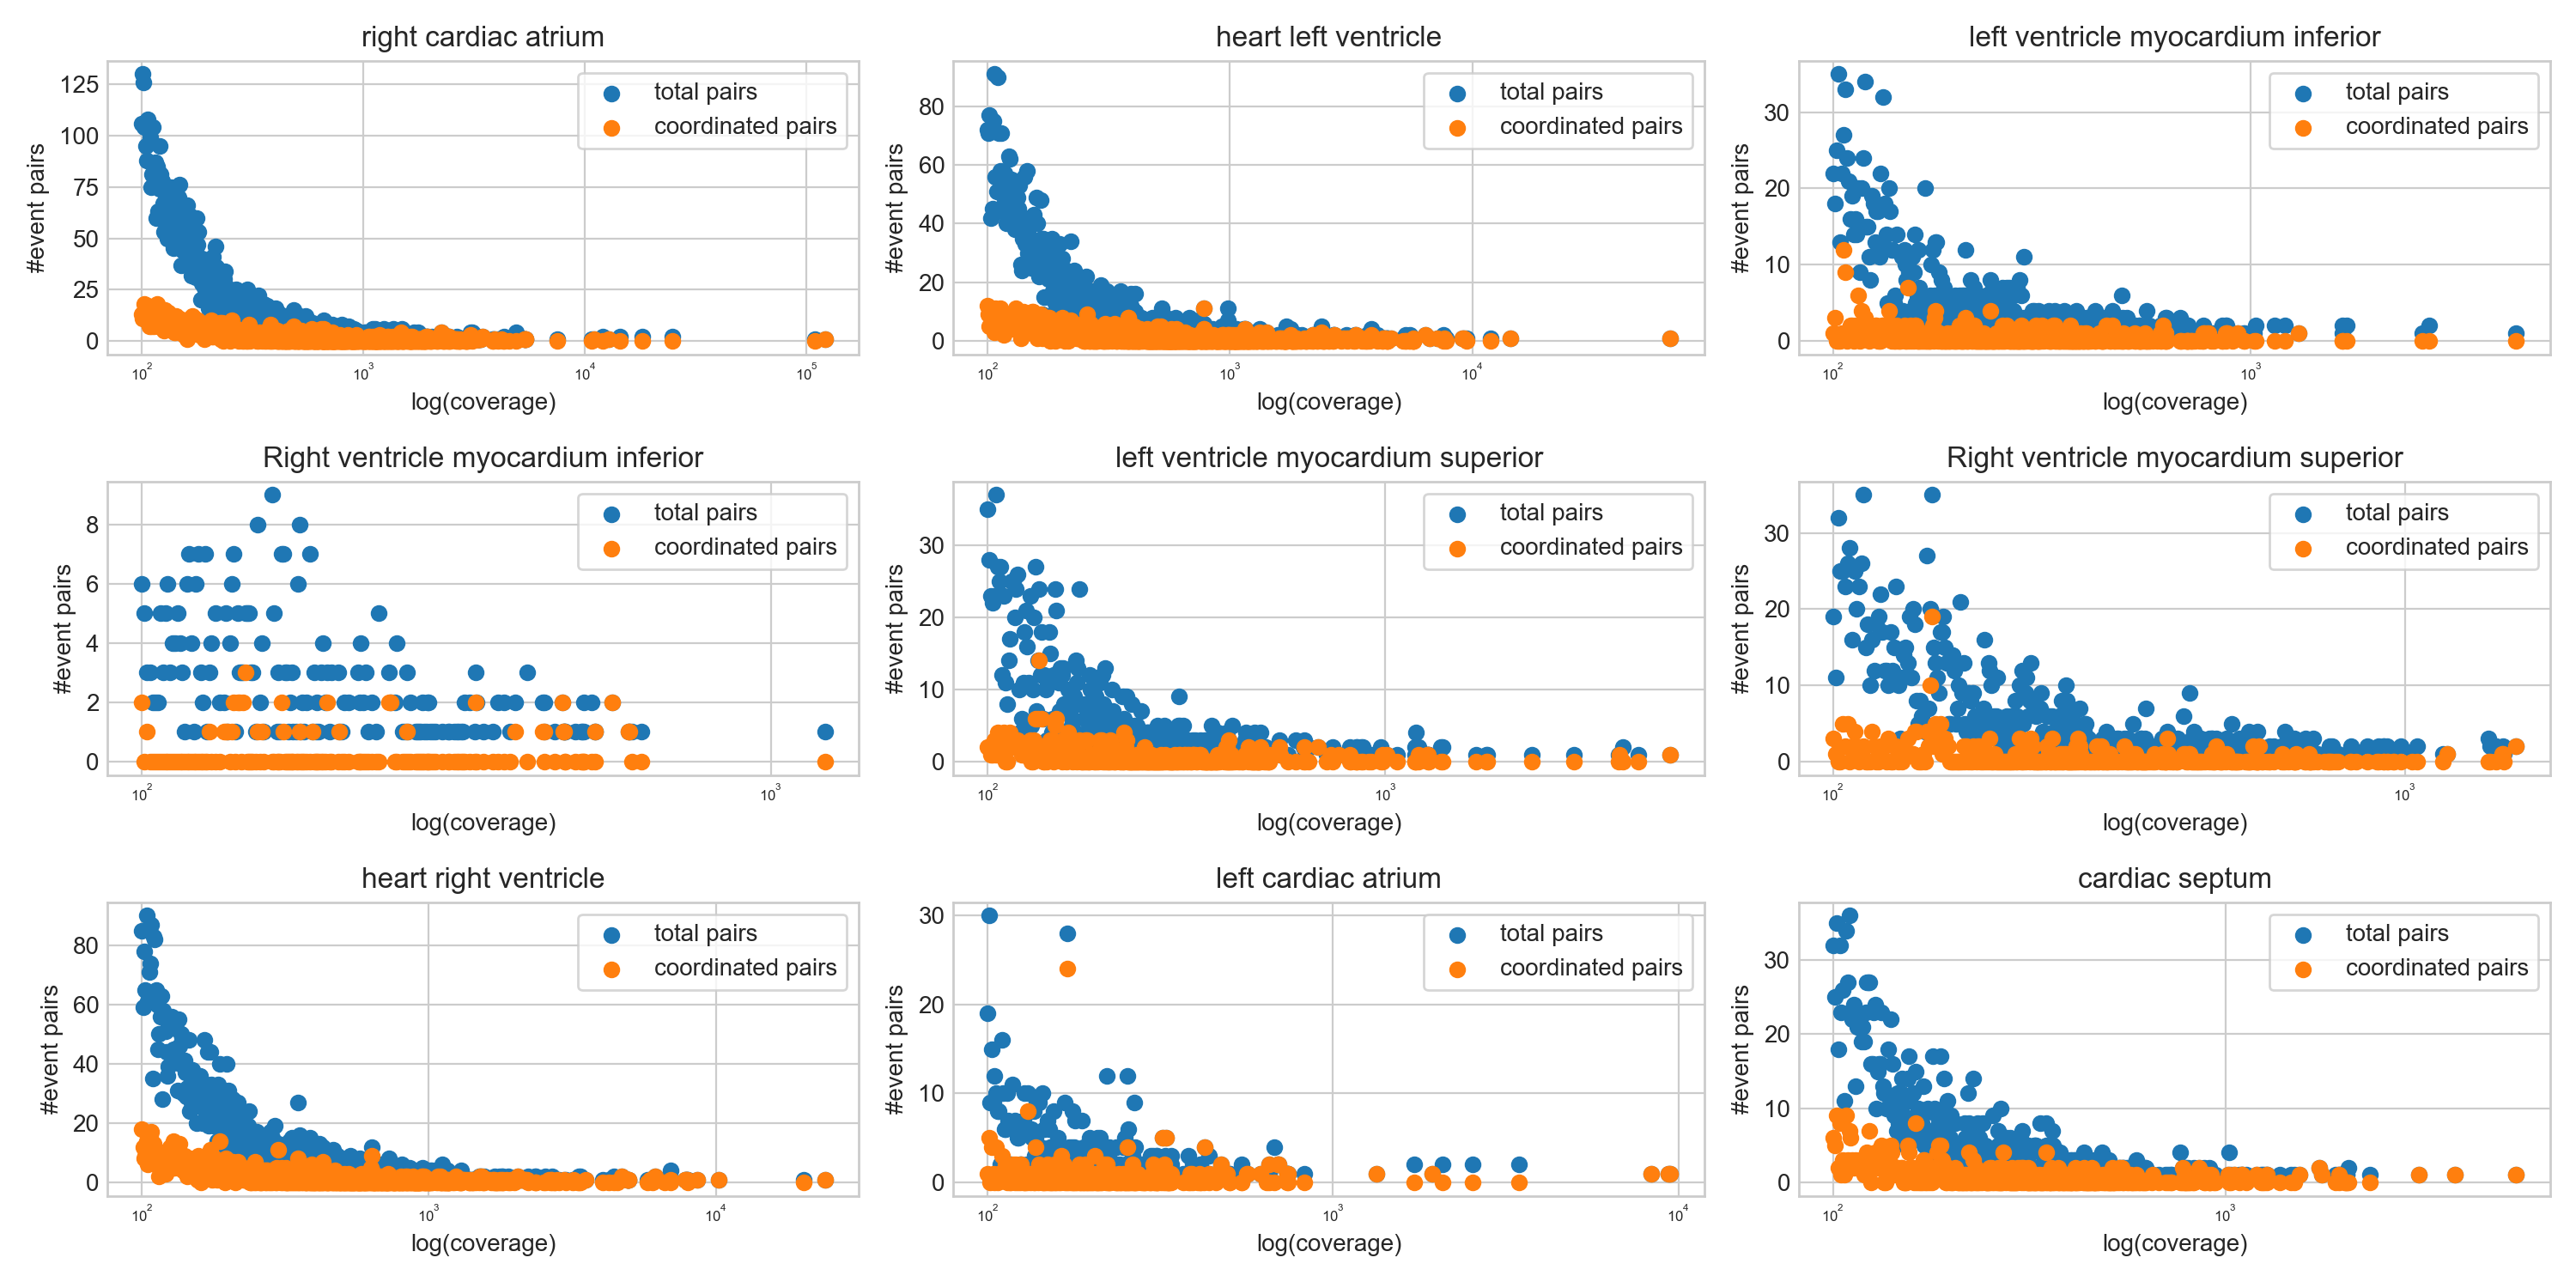 right cardiac atrium
125
100
75
50
25
0
#event pairs
total pairs
coordinated pairs
10² 10³ 10⁴ 10⁵
log(coverage)
heart left ventricle
80
60
40
20
0
#event pairs
total pairs
coordinated pairs
10² 10³ 10⁴
log(coverage)
left ventricle myocardium inferior
30
20
10
0
#event pairs
total pairs
coordinated pairs
10² 10³
log(coverage)
Right ventricle myocardium inferior
8
6
4
2
0
#event pairs
total pairs
coordinated pairs
10² 10³
log(coverage)
left ventricle myocardium superior
30
20
10
0
#event pairs
total pairs
coordinated pairs
10² 10³
log(coverage)
Right ventricle myocardium superior
30
20
10
0
#event pairs
total pairs
coordinated pairs
10² 10³
log(coverage)
heart right ventricle
80
60
40
20
0
#event pairs
total pairs
coordinated pairs
10² 10³ 10⁴
log(coverage)
left cardiac atrium
30
20
10
0
#event pairs
total pairs
coordinated pairs
10² 10³ 10⁴
log(coverage)
cardiac septum
30
20
10
0
#event pairs
total pairs
coordinated pairs
10² 10³
log(coverage)